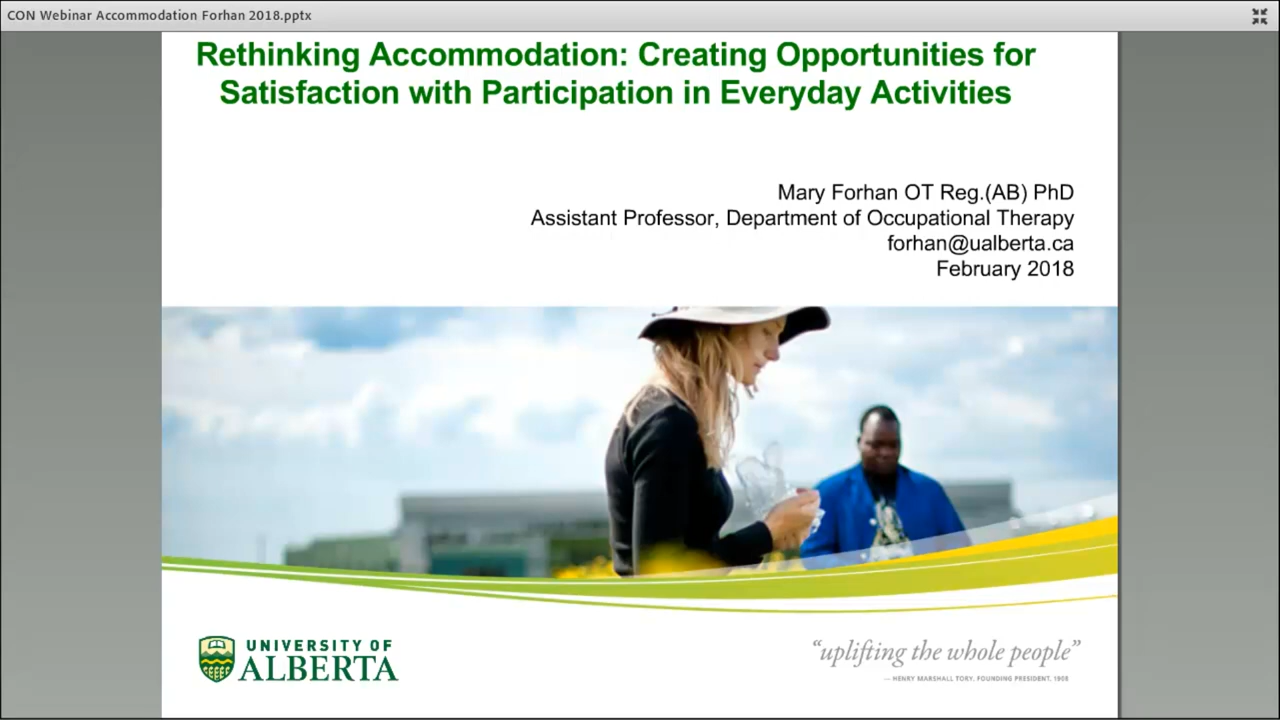 CON Webinar Accommodation Forhan 2018.pptx
Rethinking Accommodation: Creating Opportunities for
Satisfaction with Participation in Everyday Activities
Mary Forhan OT Reg.(AB) PhD
Assistant Professor, Department of Occupational Therapy
forhan@ualberta.ca
February 2018
UNIVERSITY OF
ALBERTA
“uplifting the whole people”
— HENRY MARSHALL TORY, FOUNDING PRESIDENT, 1908